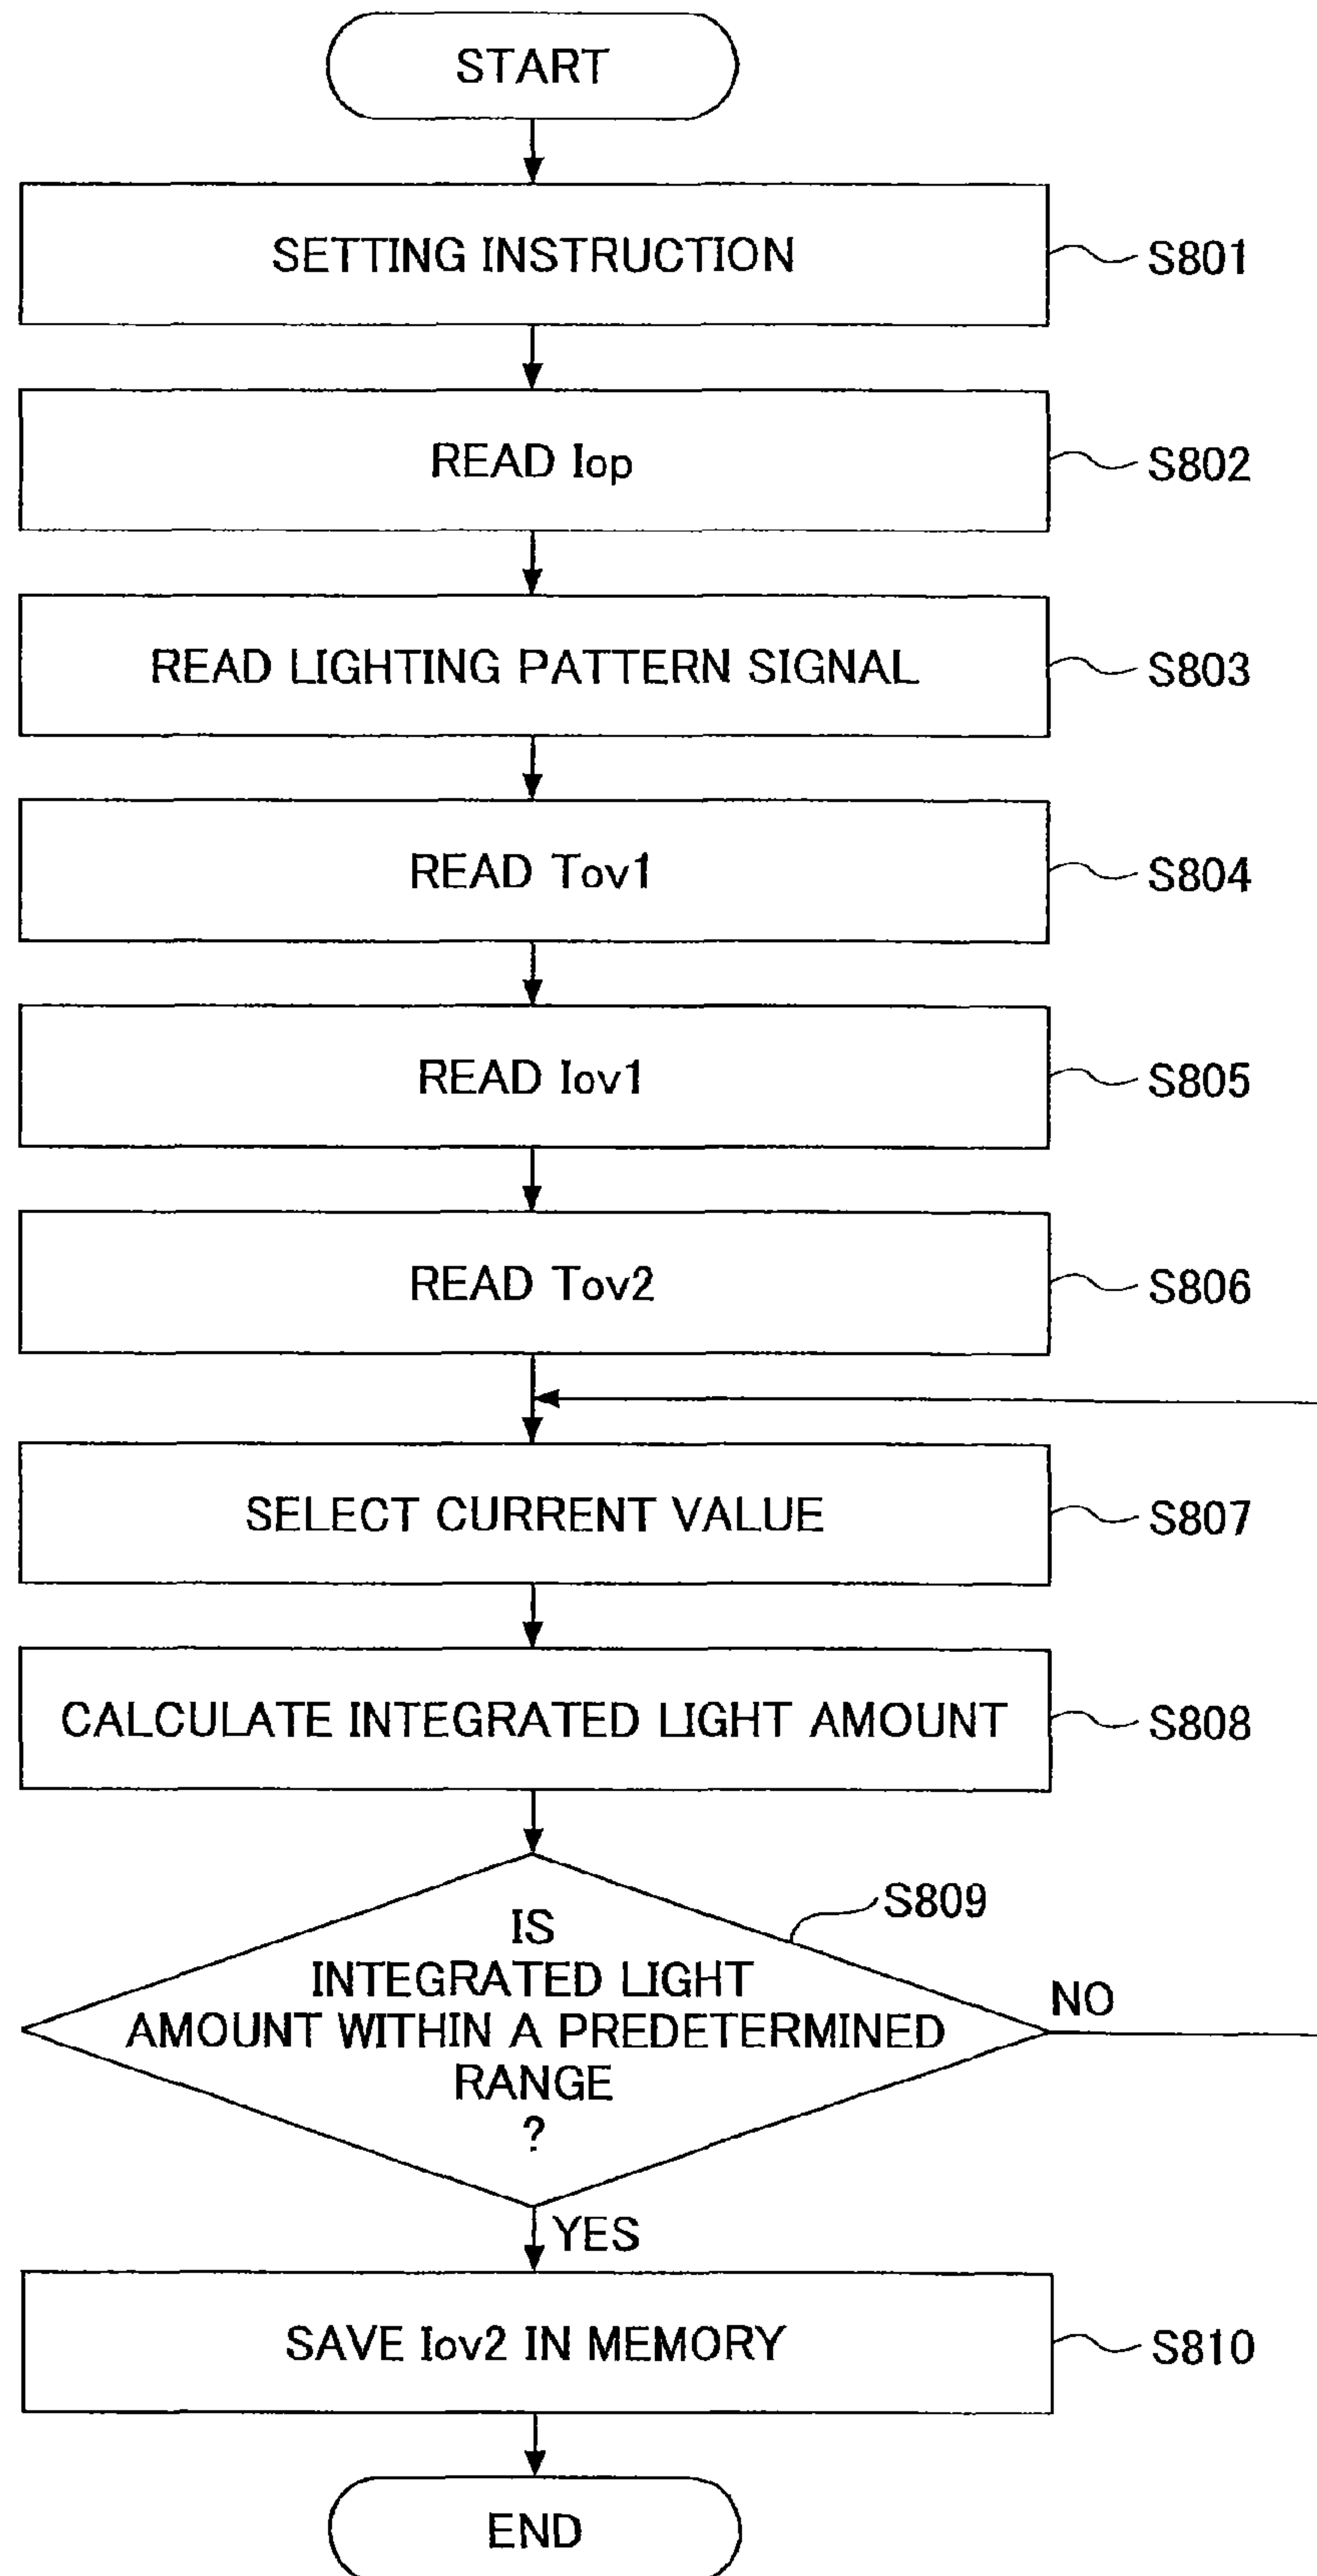 START
SETTING INSTRUCTION
S801
READ Iop
S802
READ LIGHTING PATTERN SIGNAL
S803
READ Tov1
S804
READ Iov1
S805
READ Tov2
S806
SELECT CURRENT VALUE
S807
CALCULATE INTEGRATED LIGHT AMOUNT
S808
S809
IS
INTEGRATED LIGHT
AMOUNT WITHIN A PREDETERMINED
RANGE
?
NO
YES
SAVE Iov2 IN MEMORY
S810
END